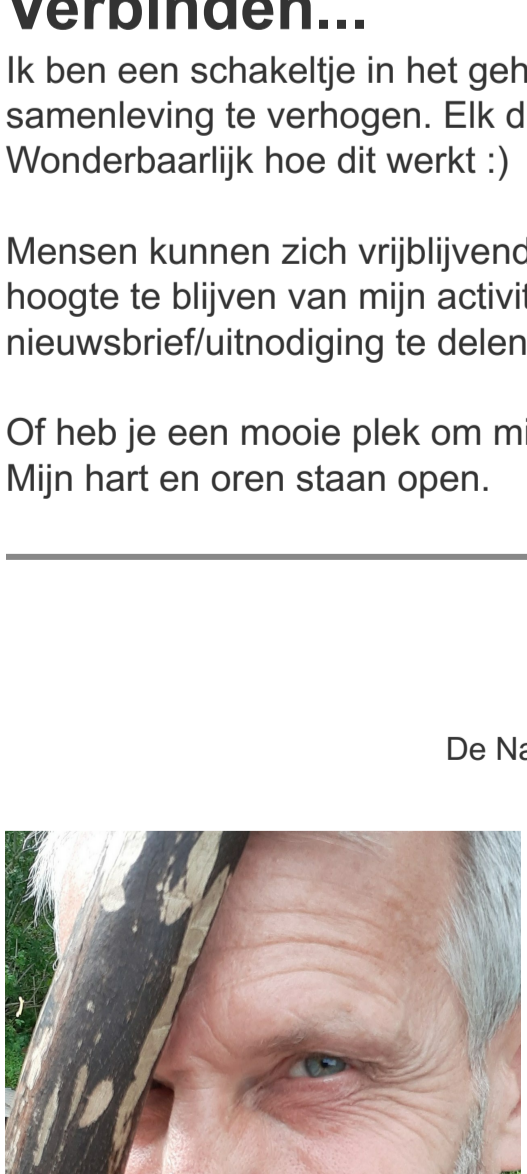 Verbinden...
Ik ben een schakeltje in het geh
samenleving te verhogen. Elk d
Wonderbaarlijk hoe dit werkt :)
Mensen kunnen zich vrijblijvend
hoogte te blijven van mijn activit
nieuwsbrief/uitnodiging te delen
Of heb je een mooie plek om mi
Mijn hart en oren staan open.
De Na